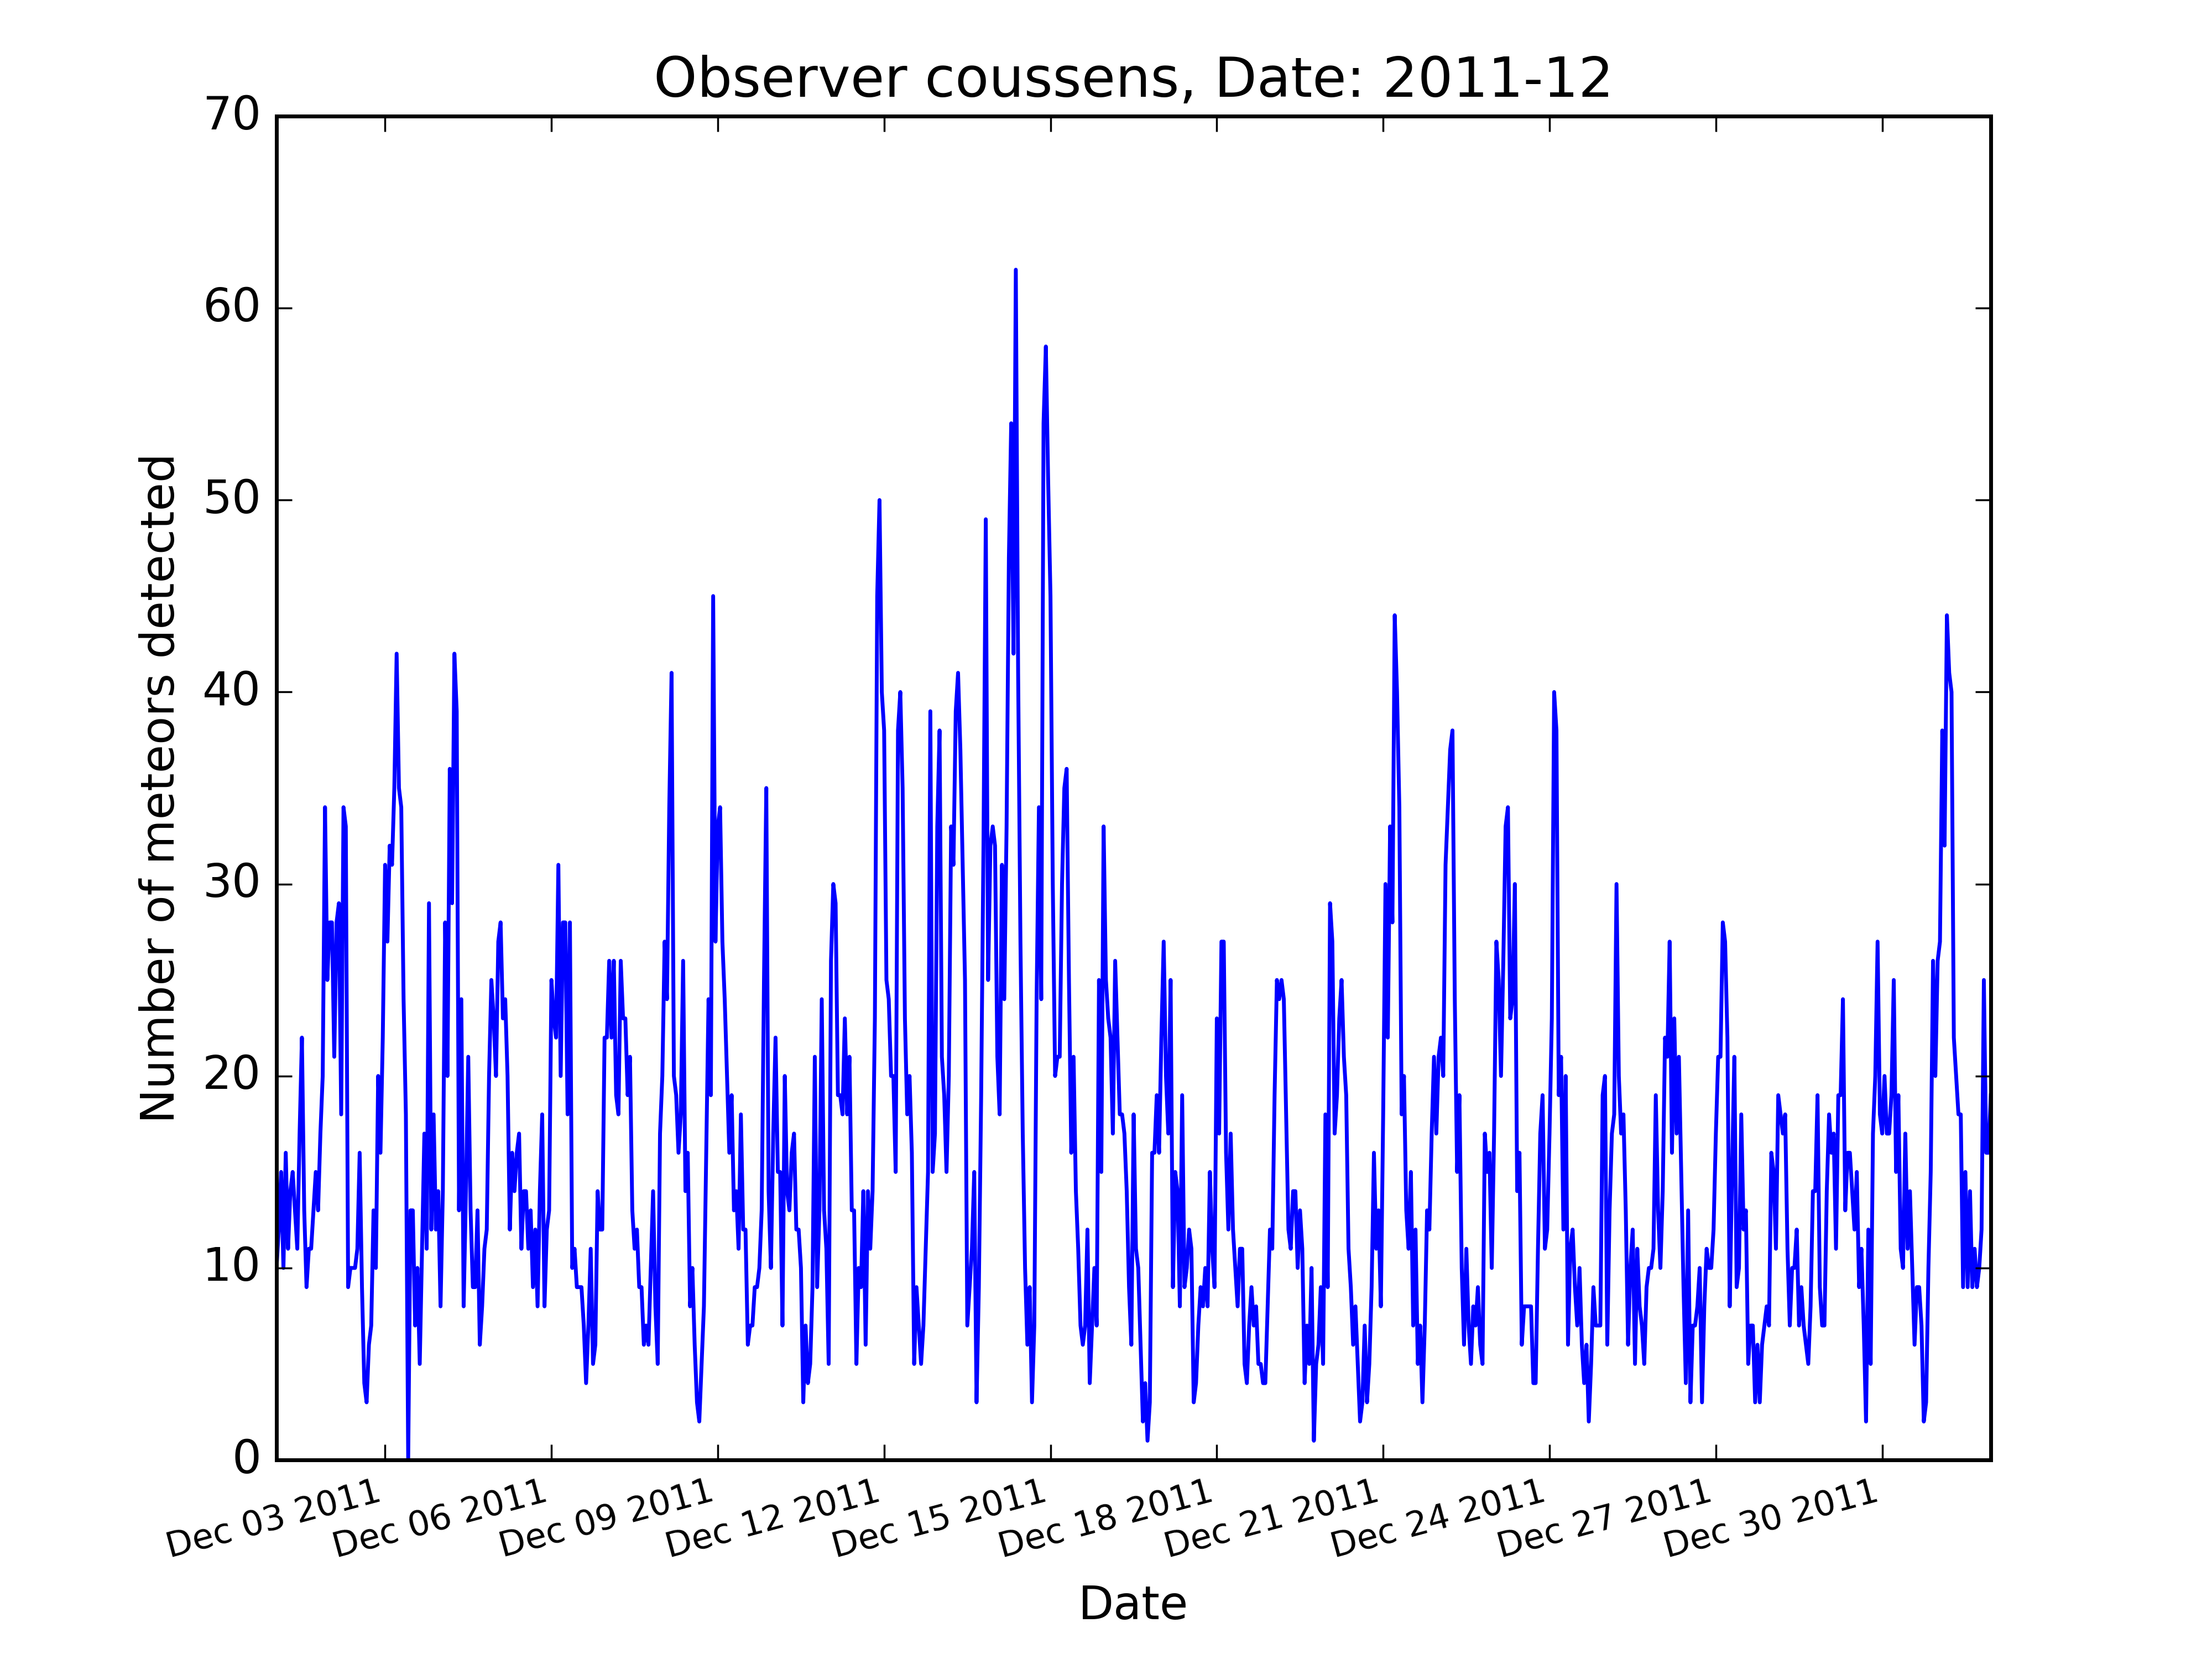 Observer coussens, Date: 2011-12
70
60
50
40
30
20
10
0
Number of meteors detected
Dec 03 2011
Dec 06 2011
Dec 09 2011
Dec 12 2011
Dec 15 2011
Dec 18 2011
Dec 21 2011
Dec 24 2011
Dec 27 2011
Dec 30 2011
Date